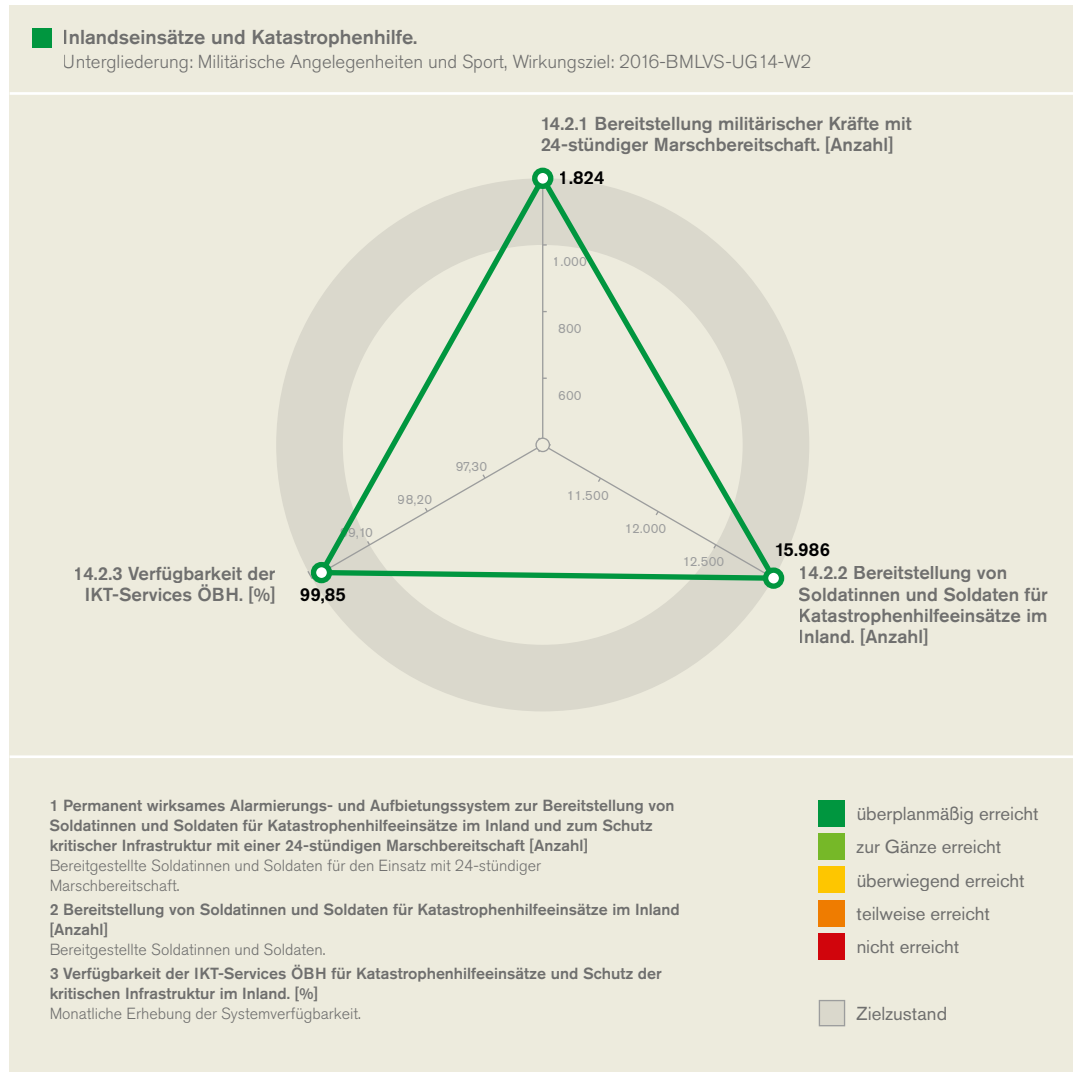 Inlandseinsätze und Katastrophenhilfe.
Untergliederung: Militärische Angelegenheiten und Sport, Wirkungsziel: 2016-BMLVS-UG14-W2
14.2.1 Bereitstellung militärischer Kräfte mit
24-stündiger Marschbereitschaft. [Anzahl]
1.824
1.000
800
600
97,30
98,20
99,10
11.500
12.000
12.500
15.986
14.2.2 Bereitstellung von
Soldatinnen und Soldaten für
Katastrophenhilfeeinsätze im
Inland. [Anzahl]
14.2.3 Verfügbarkeit der
IKT-Services ÖBH. [%]
99,85
1 Permanent wirksames Alarmierungs- und Aufbietungssystem zur Bereitstellung von
Soldatinnen und Soldaten für Katastrophenhilfeeinsätze im Inland und zum Schutz
kritischer Infrastruktur mit einer 24-stündigen Marschbereitschaft [Anzahl]
Bereitgestellte Soldatinnen und Soldaten für den Einsatz mit 24-stündiger
Marschbereitschaft.
2 Bereitstellung von Soldatinnen und Soldaten für Katastrophenhilfeeinsätze im Inland
[Anzahl]
Bereitgestellte Soldatinnen und Soldaten.
3 Verfügbarkeit der IKT-Services ÖBH für Katastrophenhilfeeinsätze und Schutz der
kritischen Infrastruktur im Inland. [%]
Monatliche Erhebung der Systemverfügbarkeit.
überplanmäßig erreicht
zur Gänze erreicht
überwiegend erreicht
teilweise erreicht
nicht erreicht
Zielzustand